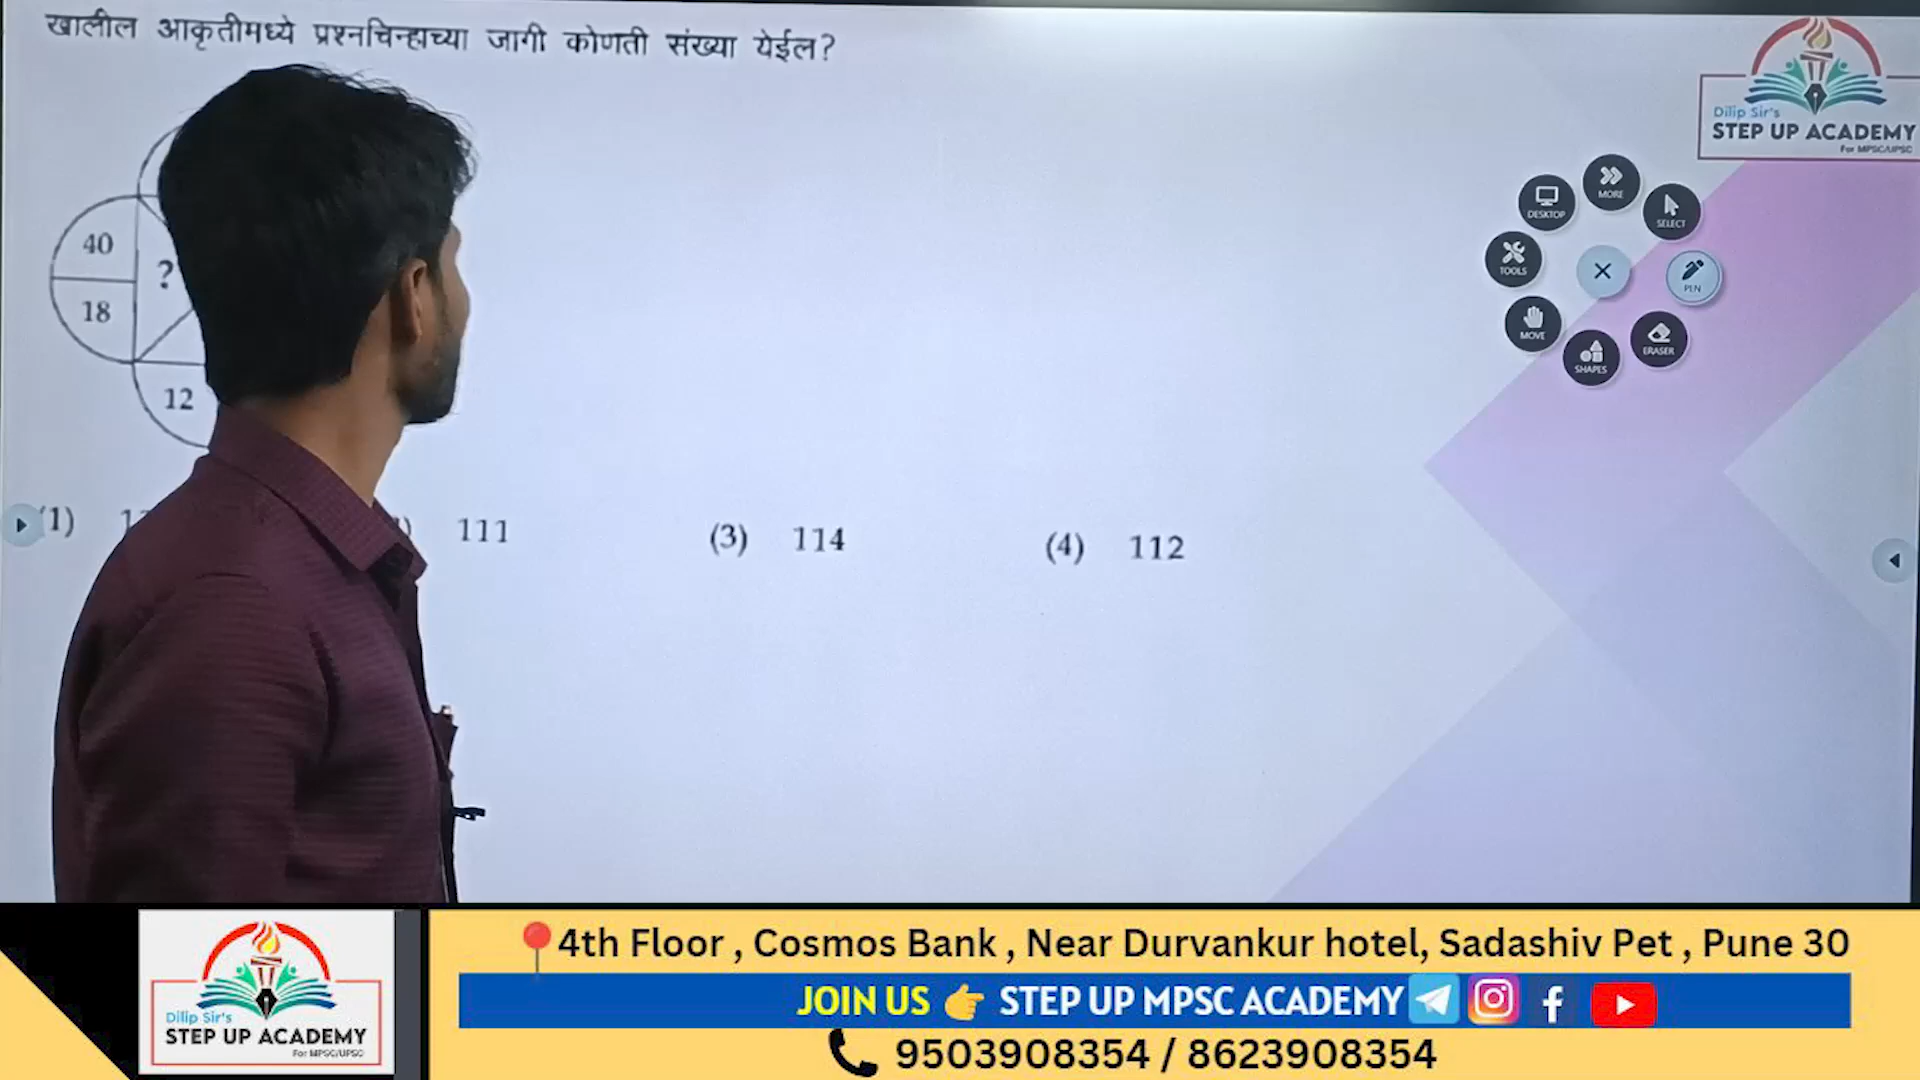 खालील आकृतीमध्ये प्रश्नचिन्हाच्या जागी कोणती संख्या येईल?
Dilip Sir's
STEP UP ACADEMY
For MPSC/UPSC
MORE
DESKTOP
SELECT
TOOLS
PEN
MOVE
ERASER
SHAPES
40
?
18
12
(1)
111
(3) 114
(4) 112
4th Floor , Cosmos Bank , Near Durvankur hotel, Sadashiv Pet , Pune 30
JOIN US 👉 STEP UP MPSC ACADEMY
Dilip Sir's
STEP UP ACADEMY
For MPSC/UPSC
9503908354 / 8623908354